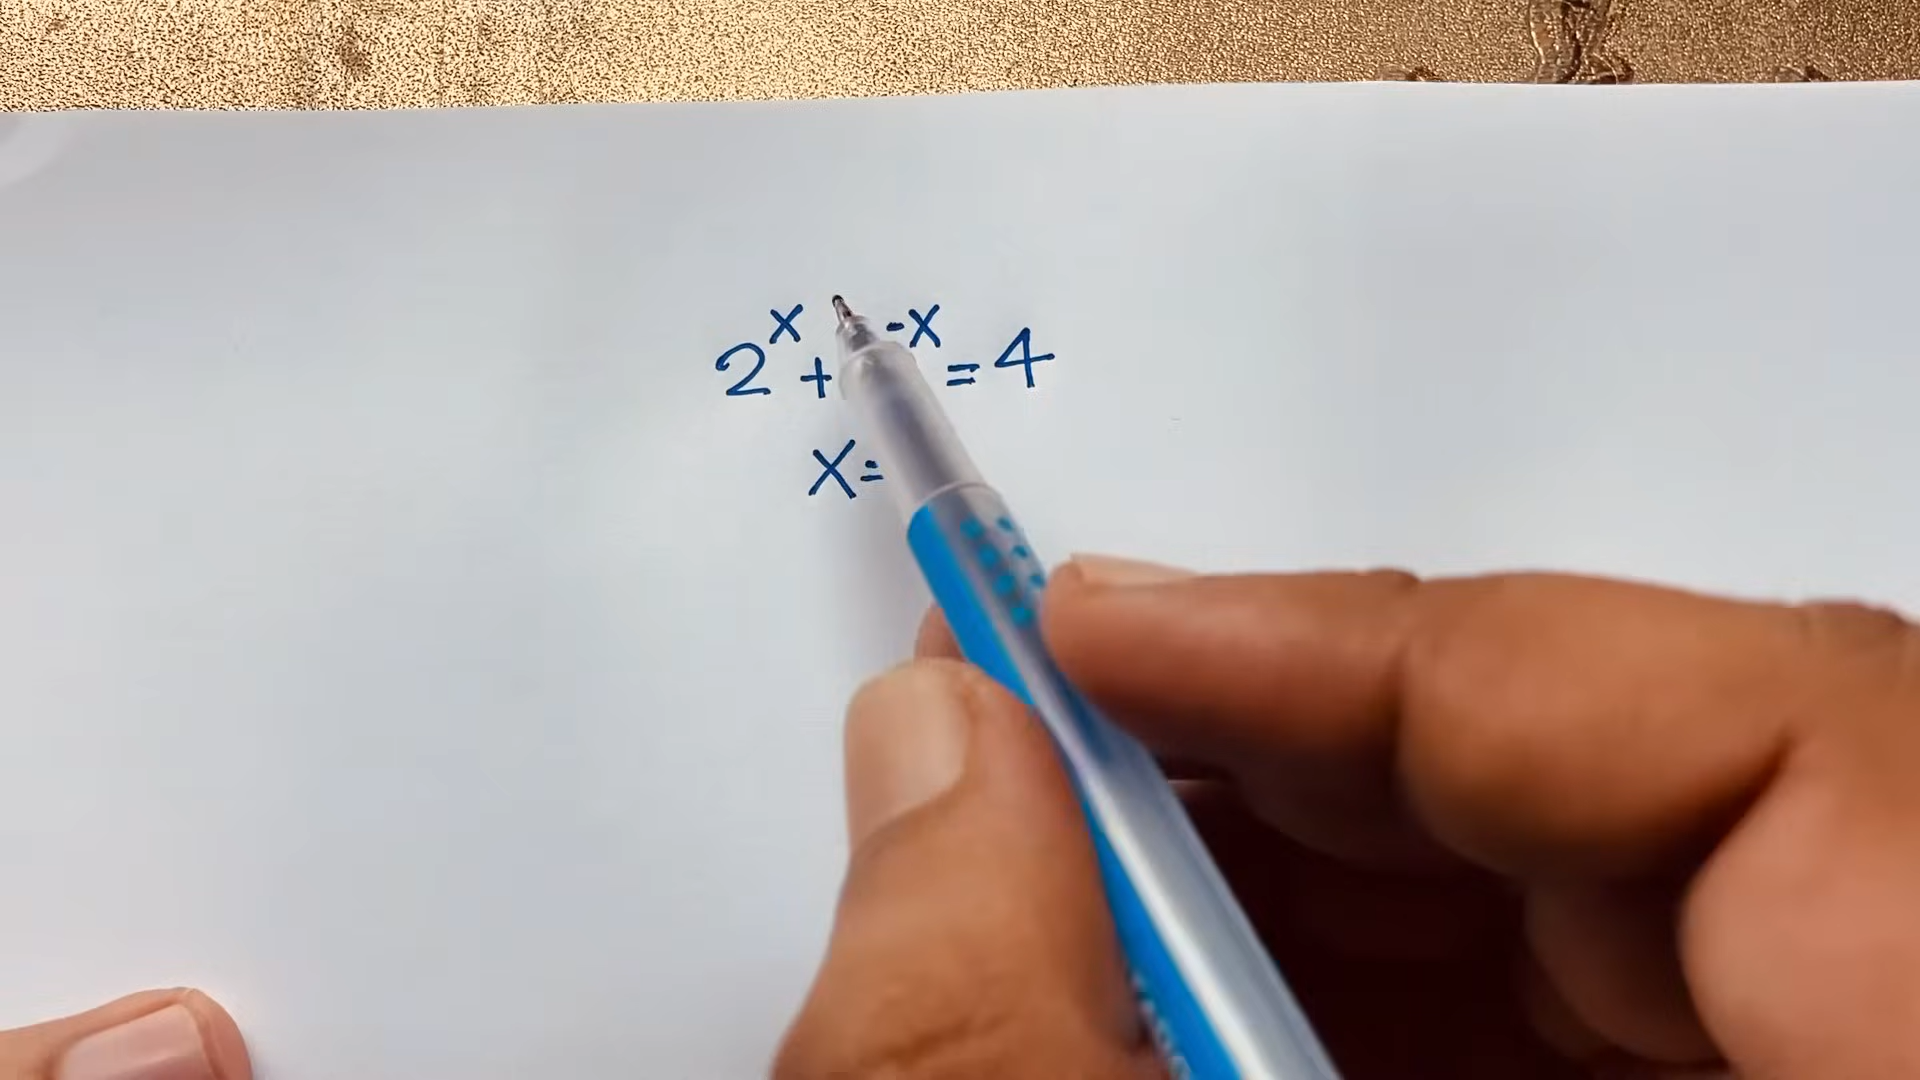 2^x + ^-x = 4
x =